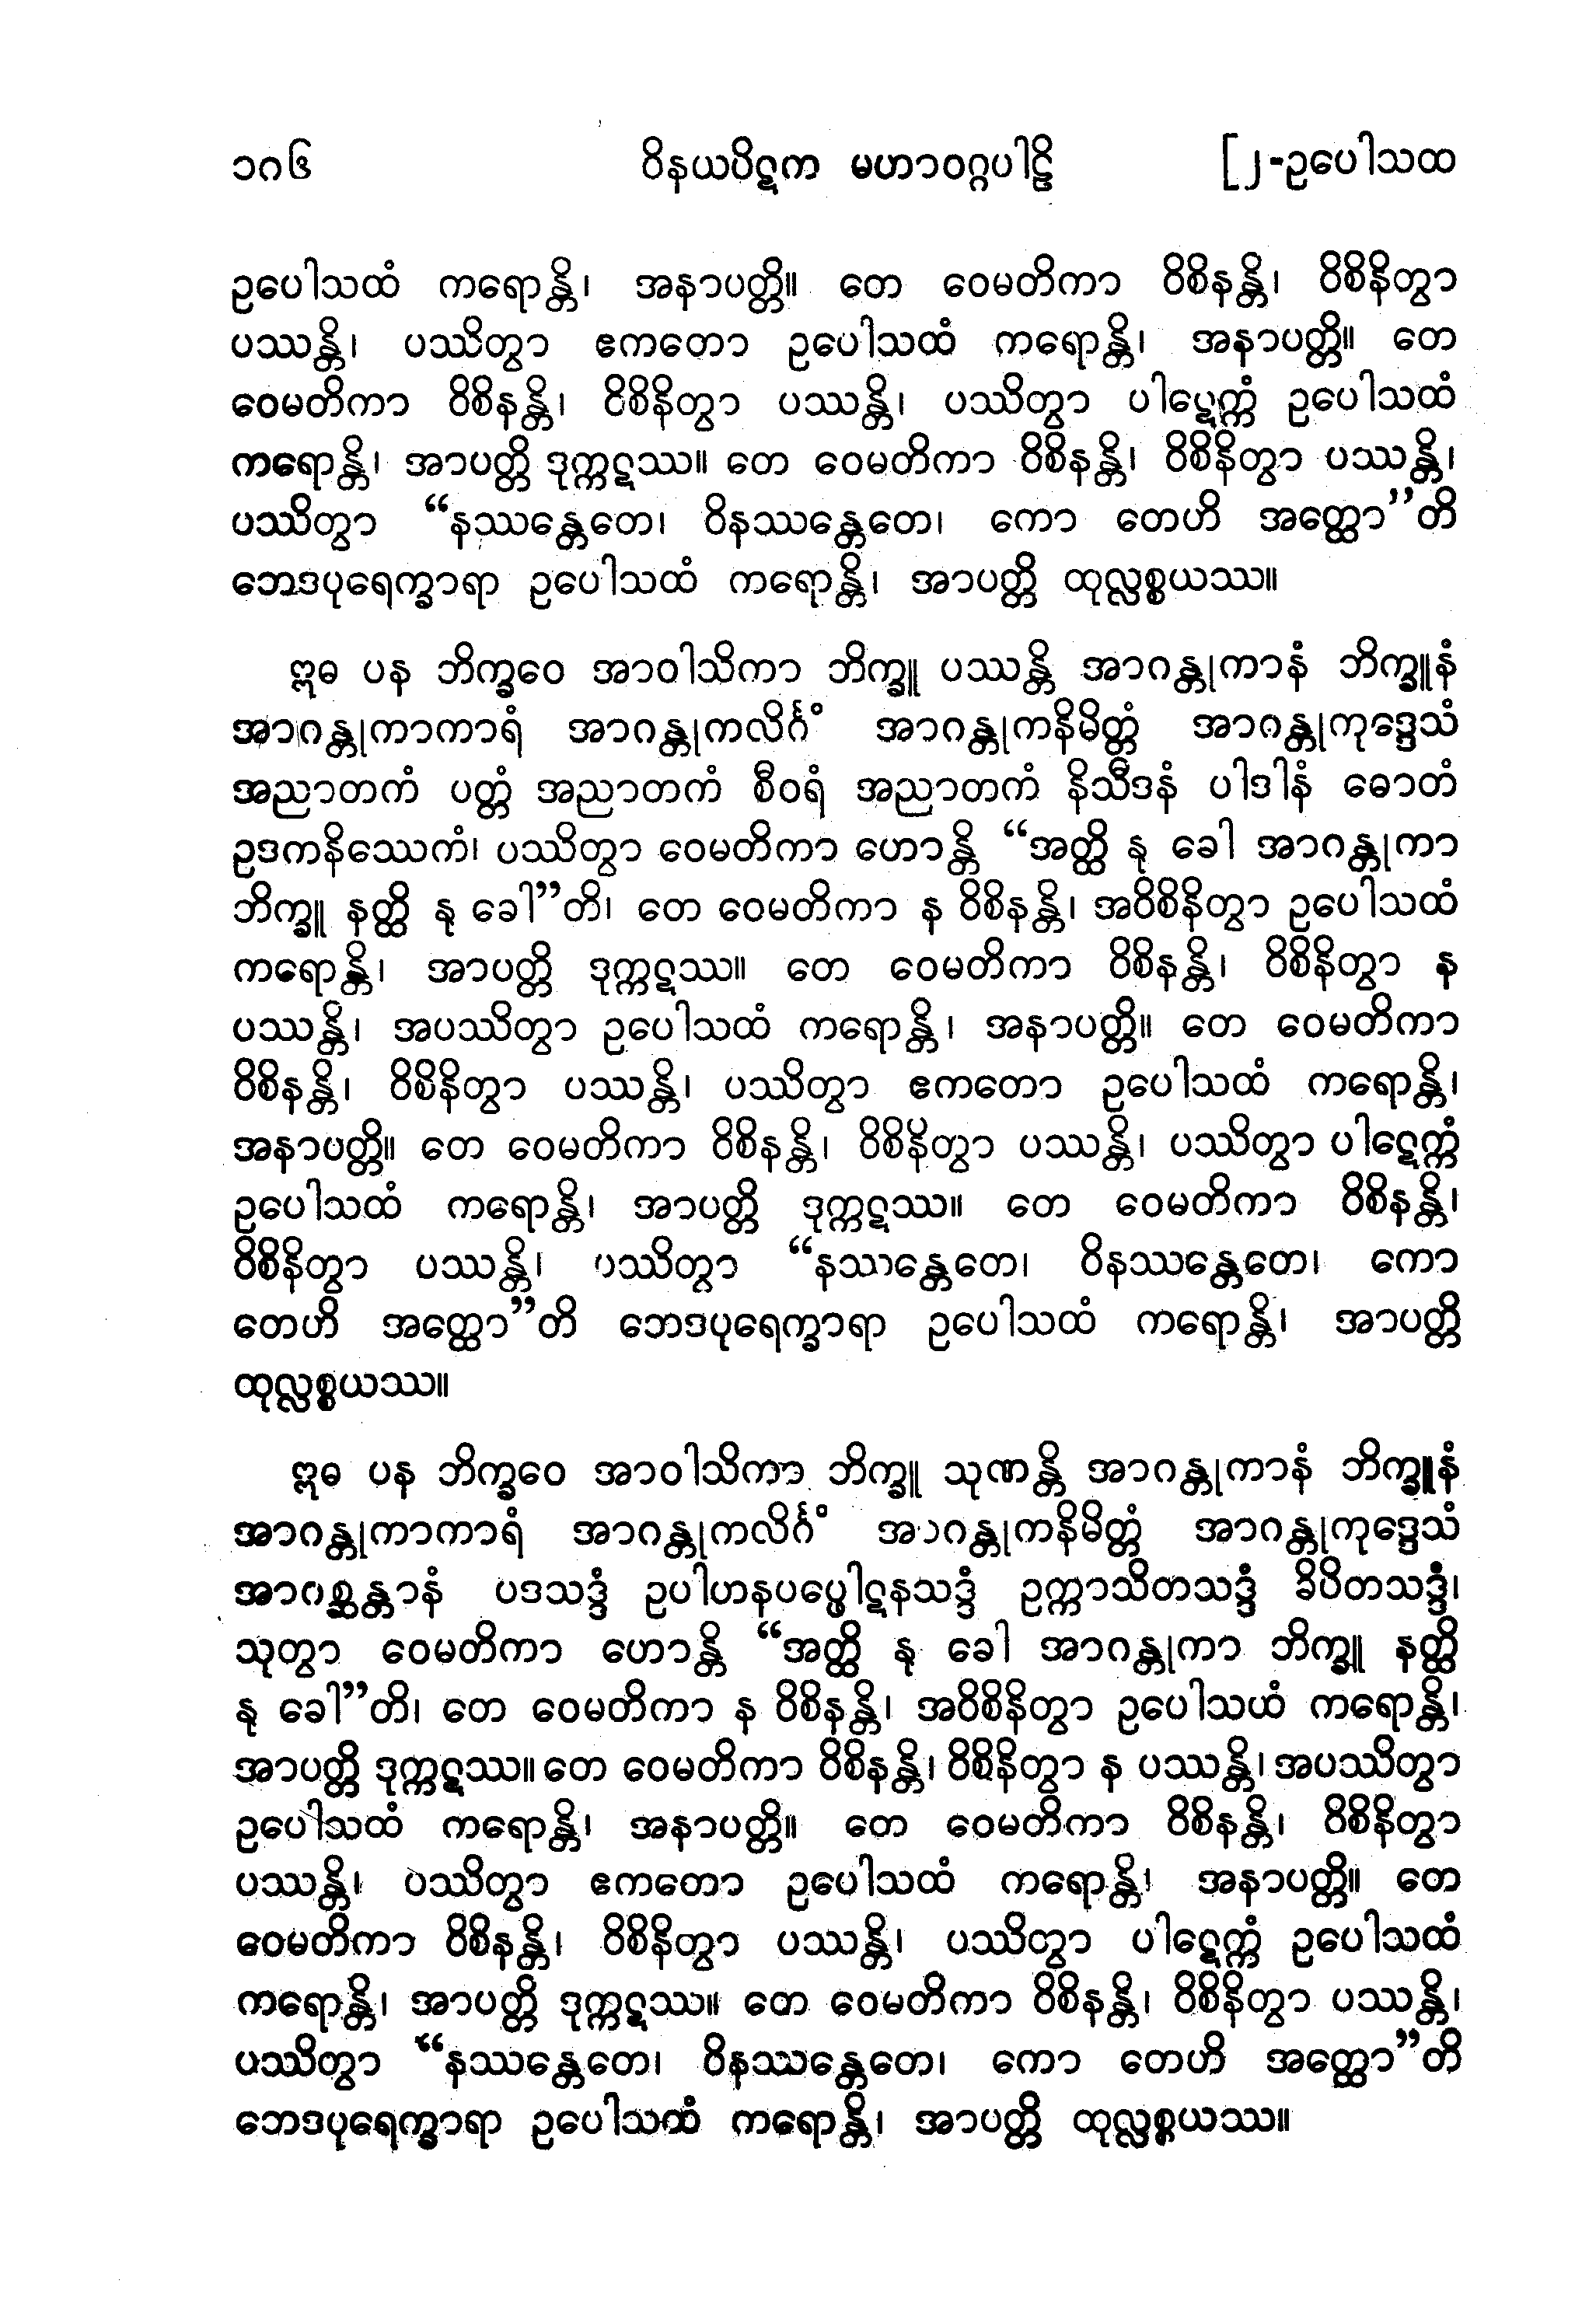 ၁၈၆ ဝိနယပိဋက မဟာဝဂ္ဂပါဠိ [၂-ဥပေါသထ
ဥပေါသထံ ကရောန္တိ၊ အနာပတ္တိ။ တေ ဝေမတိကာ ဝိစိနန္တိ၊ ဝိစိနိတွာ
ပဿန္တိ၊ ပဿိတွာ ဧကတော ဥပေါသထံ ကရောန္တိ၊ အနာပတ္တိ။ တေ
ဝေမတိကာ ဝိစိနန္တိ၊ ဝိစိနိတွာ ပဿန္တိ၊ ပဿိတွာ ပါဋေက္ကံ ဥပေါသထံ
ကရောန္တိ၊ အာပတ္တိ ဒုက္ကဋဿ။ တေ ဝေမတိကာ ဝိစိနန္တိ၊ ဝိစိနိတွာ ပဿန္တိ၊
ပဿိတွာ “နဿန္တေတေ၊ ဝိနဿန္တေတေ၊ ကော တေဟိ အတ္ထော”တိ
ဘေဒပုရေက္ခာရာ ဥပေါသထံ ကရောန္တိ၊ အာပတ္တိ ထုလ္လစ္စယဿ။
ဣဓ ပန ဘိက္ခဝေ အာဝါသိကာ ဘိက္ခူ ပဿန္တိ အာဂန္တုကာနံ ဘိက္ခူနံ
အာဂန္တုကာကာရံ အာဂန္တုကလိင်္ဂံ အာဂန္တုကနိမိတ္တံ အာဂန္တုကုဒ္ဒေသံ
အညာတကံ ပတ္တံ အညာတကံ စီဝရံ အညာတကံ နိသီဒနံ ပါဒါနံ ဓောတံ
ဥဒကနိဿေကံ၊ ပဿိတွာ ဝေမတိကာ ဟောန္တိ “အတ္ထိ နု ခေါ အာဂန္တုကာ
ဘိက္ခူ နတ္ထိ နု ခေါ”တိ၊ တေ ဝေမတိကာ န ဝိစိနန္တိ၊ အဝိစိနိတွာ ဥပေါသထံ
ကရောန္တိ၊ အာပတ္တိ ဒုက္ကဋဿ။ တေ ဝေမတိကာ ဝိစိနန္တိ၊ ဝိစိနိတွာ န
ပဿန္တိ၊ အပဿိတွာ ဥပေါသထံ ကရောန္တိ၊ အနာပတ္တိ။ တေ ဝေမတိကာ
ဝိစိနန္တိ၊ ဝိစိနိတွာ ပဿန္တိ၊ ပဿိတွာ ဧကတော ဥပေါသထံ ကရောန္တိ၊
အနာပတ္တိ။ တေ ဝေမတိကာ ဝိစိနန္တိ၊ ဝိစိနိတွာ ပဿန္တိ၊ ပဿိတွာ ပါဋေက္ကံ
ဥပေါသထံ ကရောန္တိ၊ အာပတ္တိ ဒုက္ကဋဿ။ တေ ဝေမတိကာ ဝိစိနန္တိ၊
ဝိစိနိတွာ ပဿန္တိ၊ ပဿိတွာ “နဿန္တေတေ၊ ဝိနဿန္တေတေ၊ ကော
တေဟိ အတ္ထော”တိ ဘေဒပုရေက္ခာရာ ဥပေါသထံ ကရောန္တိ၊ အာပတ္တိ
ထုလ္လစ္စယဿ။
ဣဓ ပန ဘိက္ခဝေ အာဝါသိကာ ဘိက္ခူ သုဏန္တိ အာဂန္တုကာနံ ဘိက္ခူနံ
အာဂန္တုကာကာရံ အာဂန္တုကလိင်္ဂံ အာဂန္တုကနိမိတ္တံ အာဂန္တုကုဒ္ဒေသံ
အာဂစ္ဆန္တာနံ ပဒသဒ္ဒံ ဥပါဟနပပ္ဖေါဋနသဒ္ဒံ ဥက္ကာသိတသဒ္ဒံ ခိပိတသဒ္ဒံ၊
သုတွာ ဝေမတိကာ ဟောန္တိ “အတ္ထိ နု ခေါ အာဂန္တုကာ ဘိက္ခူ နတ္ထိ
နု ခေါ”တိ၊ တေ ဝေမတိကာ န ဝိစိနန္တိ၊ အဝိစိနိတွာ ဥပေါသထံ ကရောန္တိ၊
အာပတ္တိ ဒုက္ကဋဿ။ တေ ဝေမတိကာ ဝိစိနန္တိ၊ ဝိစိနိတွာ န ပဿန္တိ၊ အပဿိတွာ
ဥပေါသထံ ကရောန္တိ၊ အနာပတ္တိ။ တေ ဝေမတိကာ ဝိစိနန္တိ၊ ဝိစိနိတွာ
ပဿန္တိ၊ ပဿိတွာ ဧကတော ဥပေါသထံ ကရောန္တိ၊ အနာပတ္တိ။ တေ
ဝေမတိကာ ဝိစိနန္တိ၊ ဝိစိနိတွာ ပဿန္တိ၊ ပဿိတွာ ပါဋေက္ကံ ဥပေါသထံ
ကရောန္တိ၊ အာပတ္တိ ဒုက္ကဋဿ။ တေ ဝေမတိကာ ဝိစိနန္တိ၊ ဝိစိနိတွာ ပဿန္တိ၊
ပဿိတွာ “နဿန္တေတေ၊ ဝိနဿန္တေတေ၊ ကော တေဟိ အတ္ထော”တိ
ဘေဒပုရေက္ခာရာ ဥပေါသထံ ကရောန္တိ၊ အာပတ္တိ ထုလ္လစ္စယဿ။